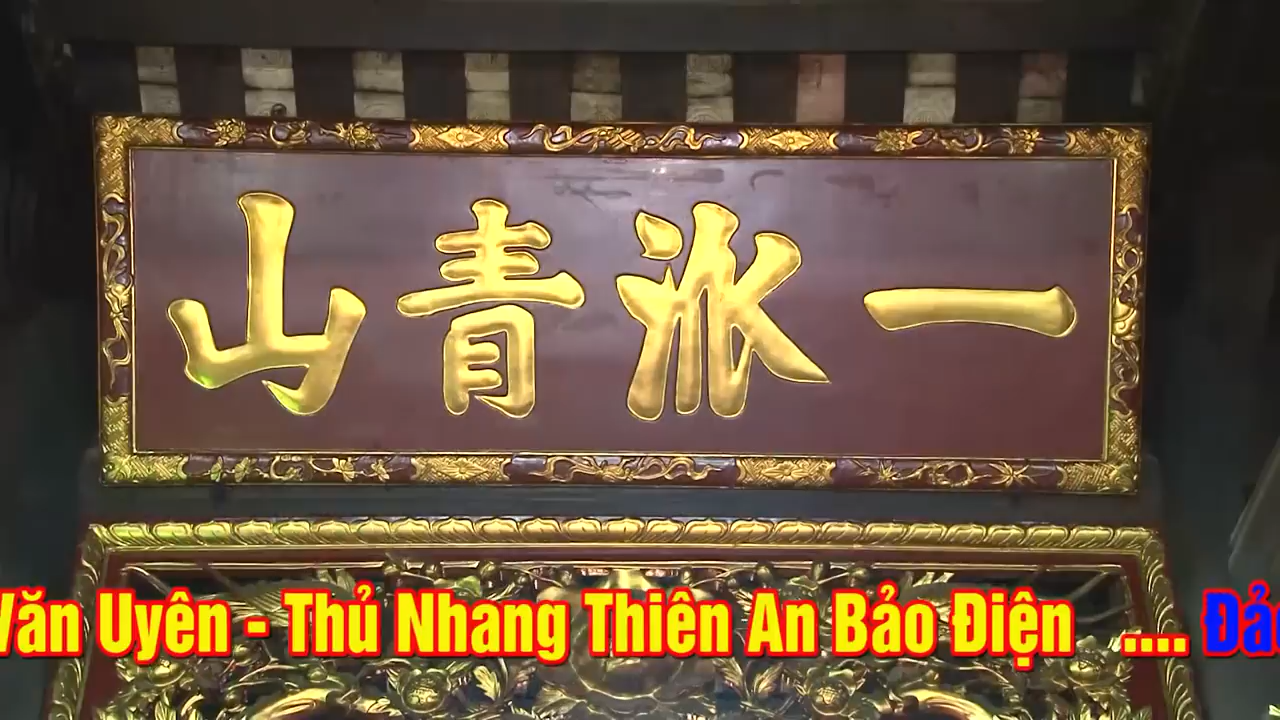 一派青山
Văn Uyên - Thủ Nhang Thiên An Bảo Điện ....